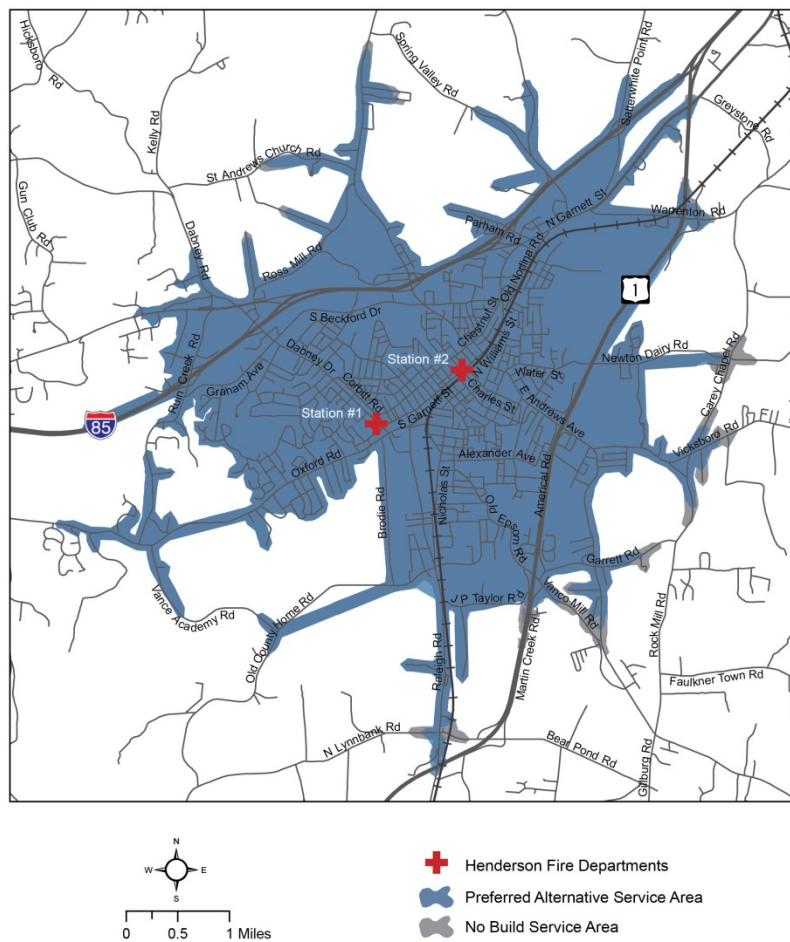 Hicksboro Rd
Spring Valley Rd
Satterwhite Point Rd
Kelly Rd
Greystone Rd
St Andrews Church Rd
Gun Club Rd
Dabney Rd
Ross Mill Rd
Parham Rd
N Garnett St
Warrenton Rd
Old Norlina Rd
1
S Beckford Dr
Chestnut St
N Williams St
Ruin Creek Rd
Dabney Dr
Station #2
Newton Dairy Rd
Graham Ave
Corbitt Rd
Water St
Carey Chapel Rd
Charles St
E Andrews Ave
Station #1
S Garnett St
85
Vicksboro Rd
Oxford Rd
Alexander Ave
Nicholas St
Americal Rd
Brodie Rd
Old Epsom Rd
Garrett Rd
Vanco Mill Rd
J P Taylor Rd
Vance Academy Rd
Old County Home Rd
Rock Mill Rd
Raleigh Rd
Martin Creek Rd
Faulkner Town Rd
N Lynnbank Rd
Bear Pond Rd
Gillburg Rd
N
W E
S
0 0.5 1 Miles
Henderson Fire Departments
Preferred Alternative Service Area
No Build Service Area